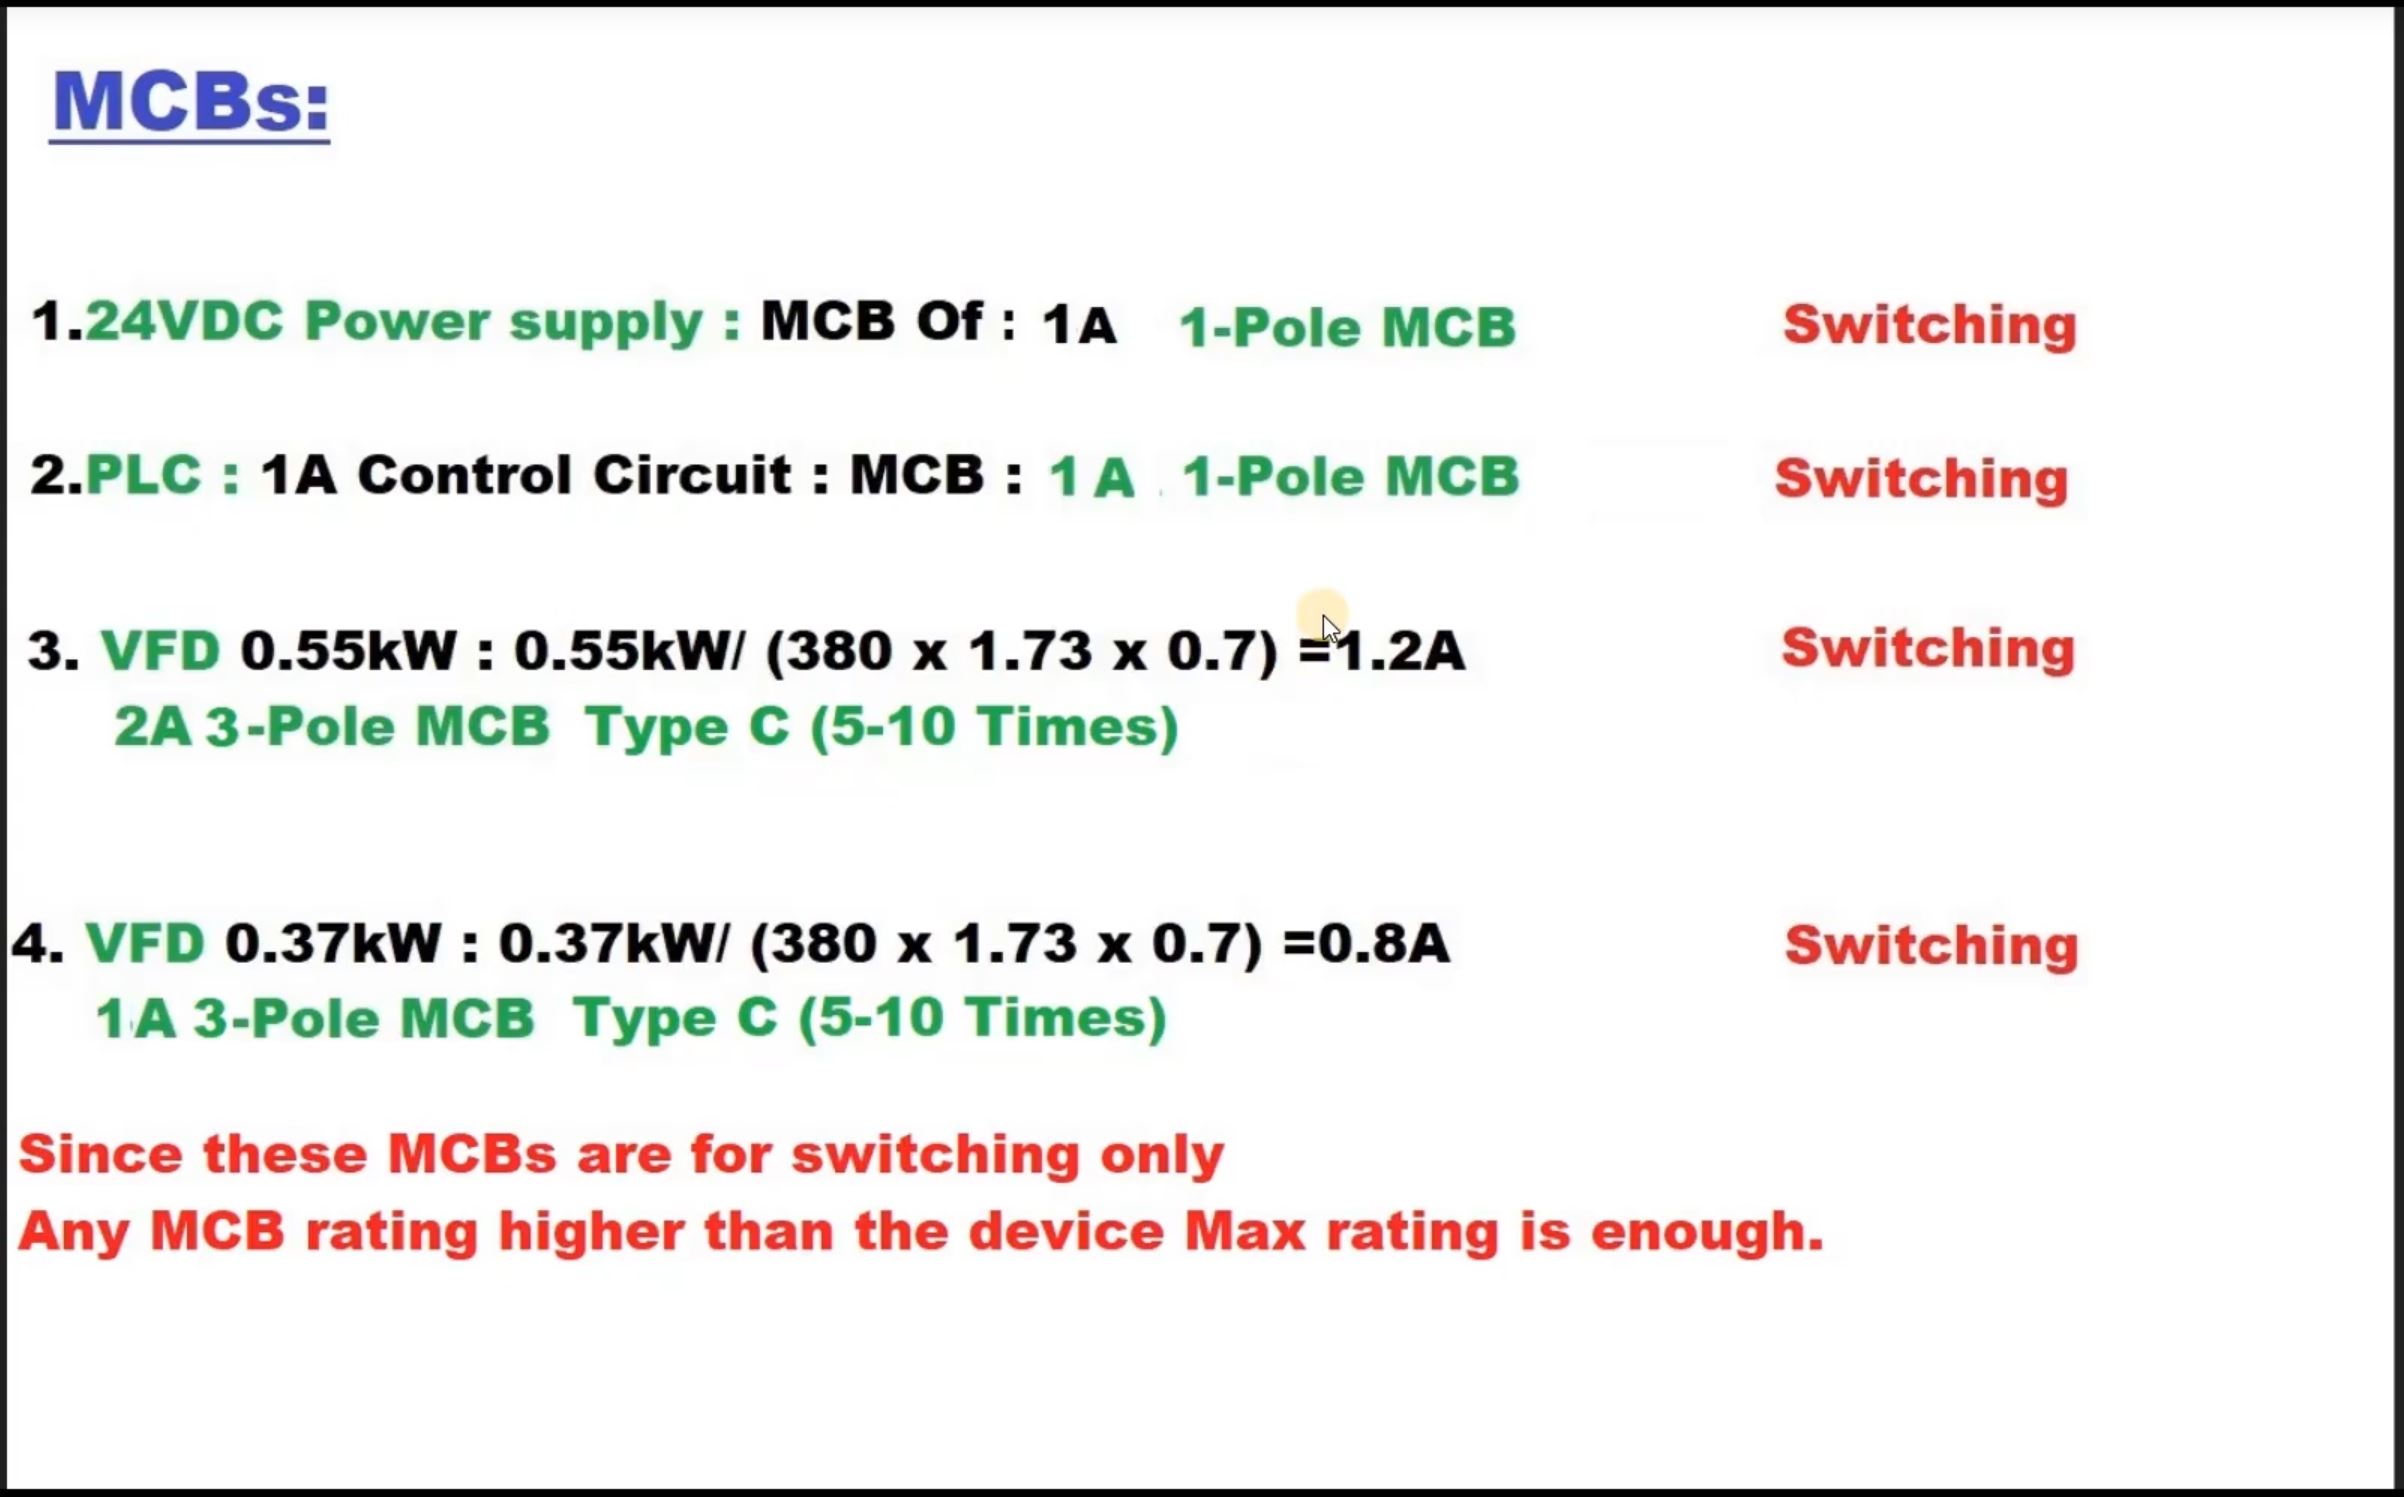 MCBs:
1.24VDC Power supply : MCB Of : 1A 1-Pole MCB Switching
2.PLC : 1A Control Circuit : MCB : 1 A 1-Pole MCB Switching
3. VFD 0.55kW : 0.55kW/ (380 x 1.73 x 0.7) =1.2A Switching
2A 3-Pole MCB Type C (5-10 Times)
4. VFD 0.37kW : 0.37kW/ (380 x 1.73 x 0.7) =0.8A Switching
1A 3-Pole MCB Type C (5-10 Times)
Since these MCBs are for switching only
Any MCB rating higher than the device Max rating is enough.